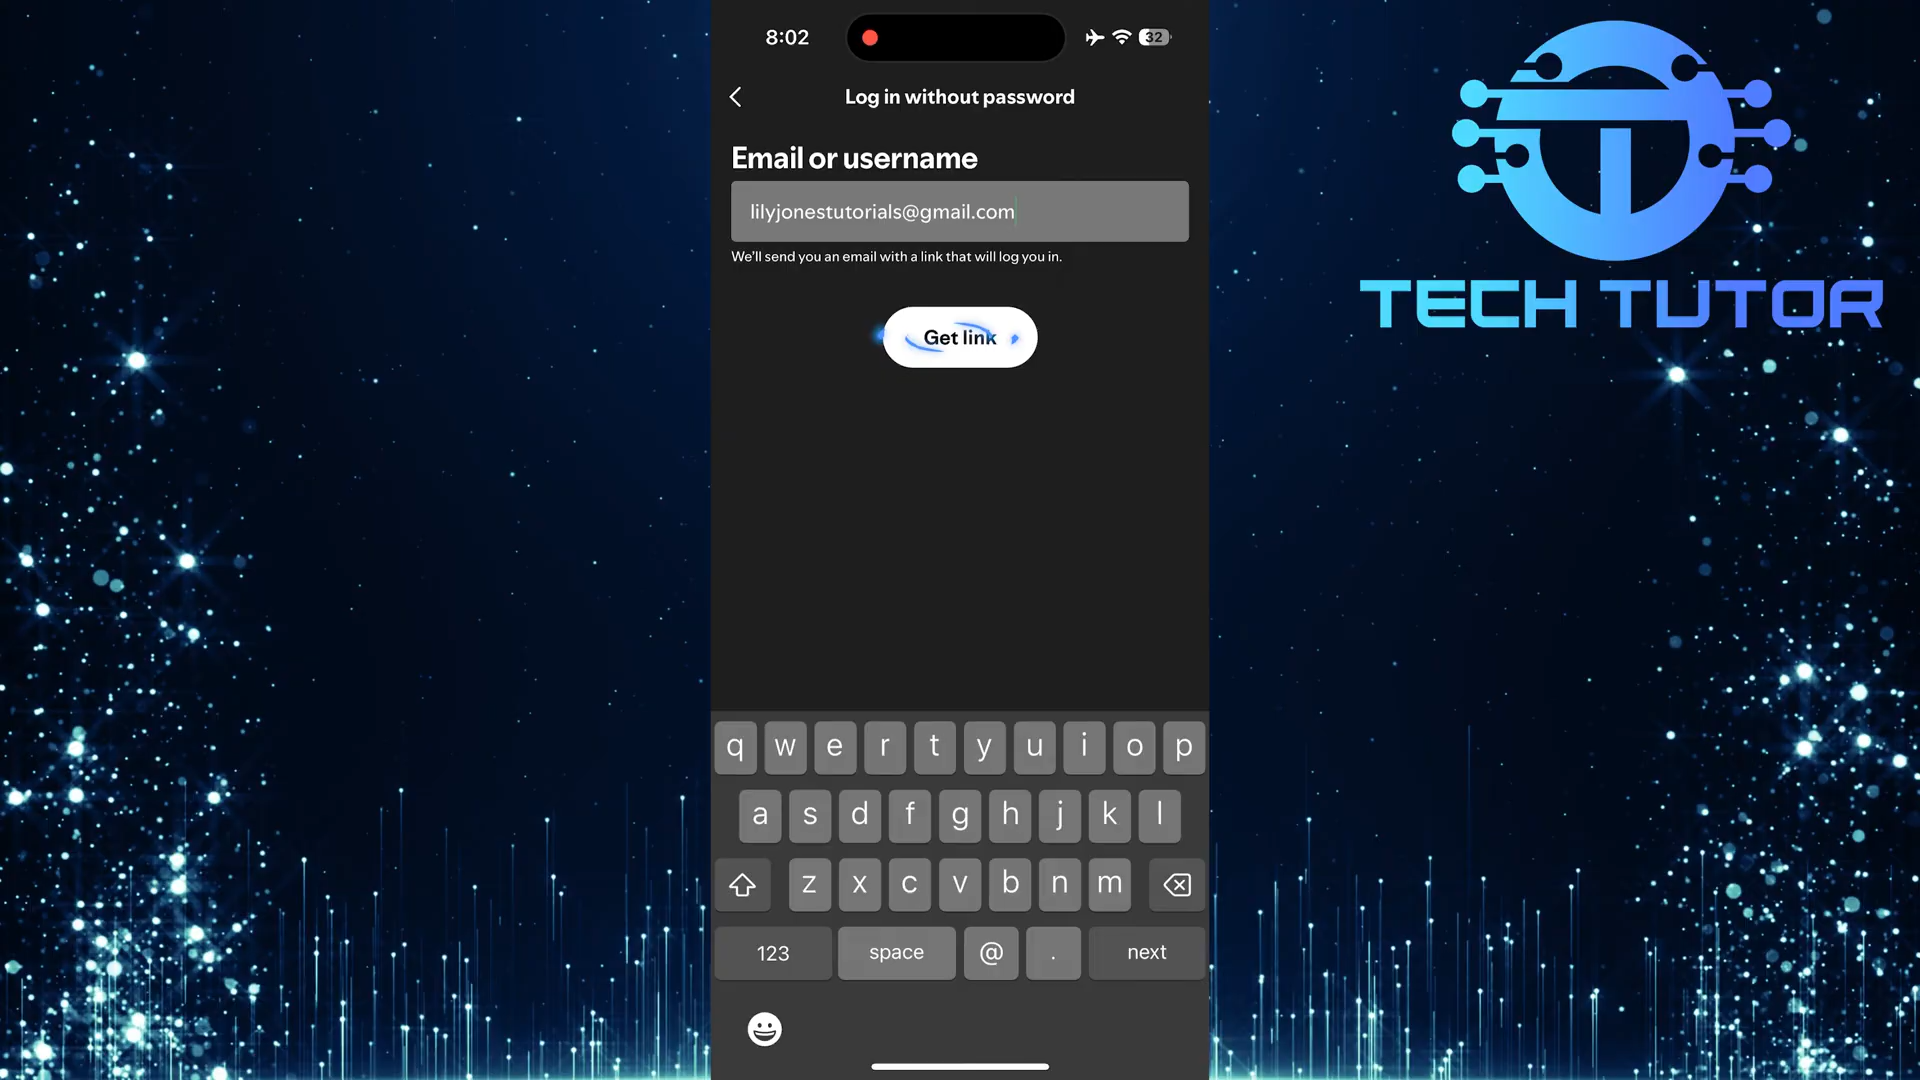 8:02
32
Log in without password
Email or username
lilyjonestutorials@gmail.com
We'll send you an email with a link that will log you in.
Get link
TECH TUTOR
q w e r t y u i o p
a s d f g h j k l
z x c v b n m
123 space @ . next